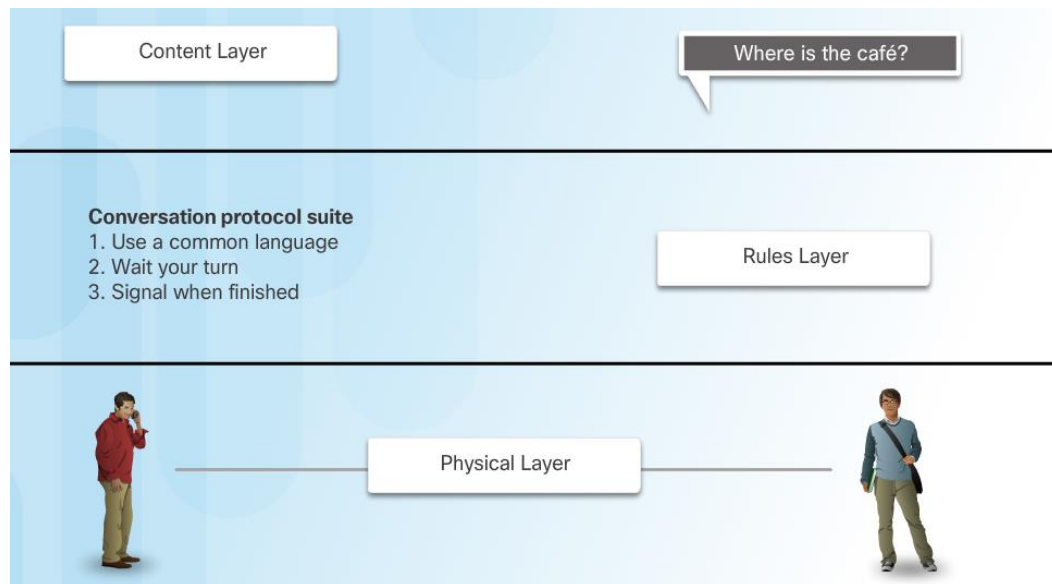 Content Layer
Where is the café?
Conversation protocol suite
1. Use a common language
2. Wait your turn
3. Signal when finished
Rules Layer
Physical Layer